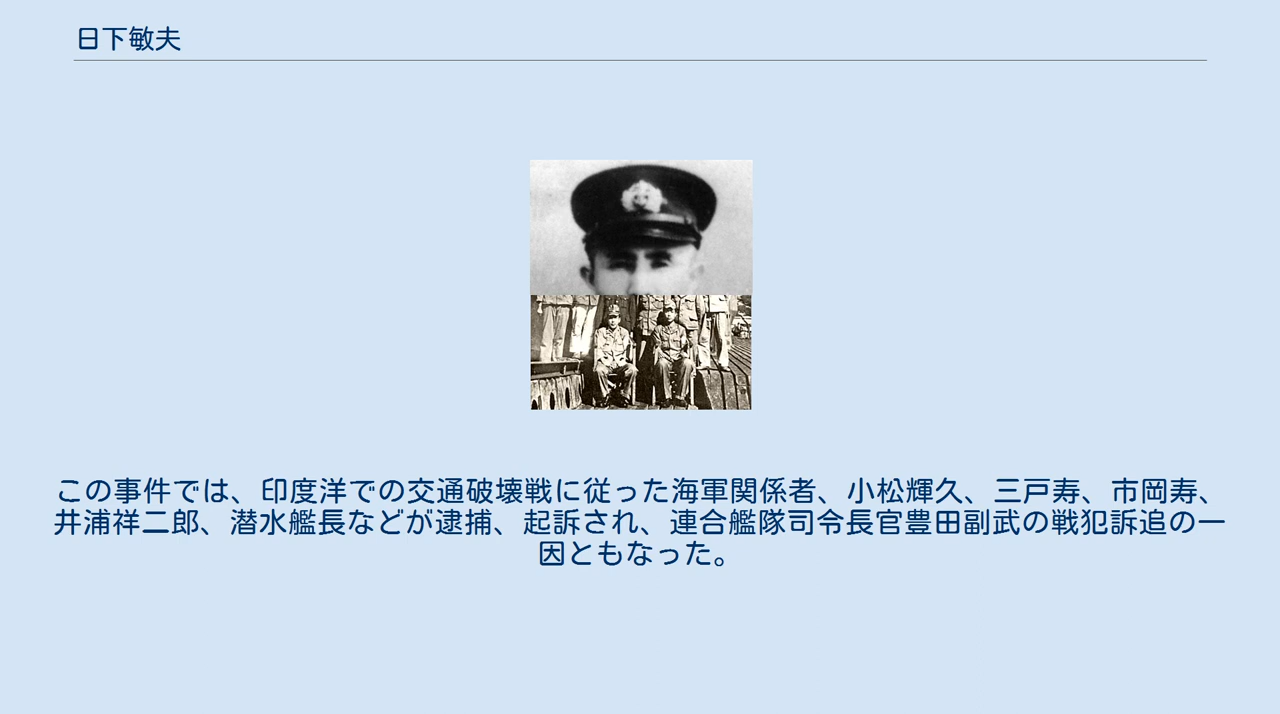 日下敏夫
この事件では、印度洋での交通破壊戦に従った海軍関係者、小松輝久、三戸寿、市岡寿、
井浦祥二郎、潜水艦長などが逮捕、起訴され、連合艦隊司令長官豊田副武の戦犯訴追の一
因ともなった。